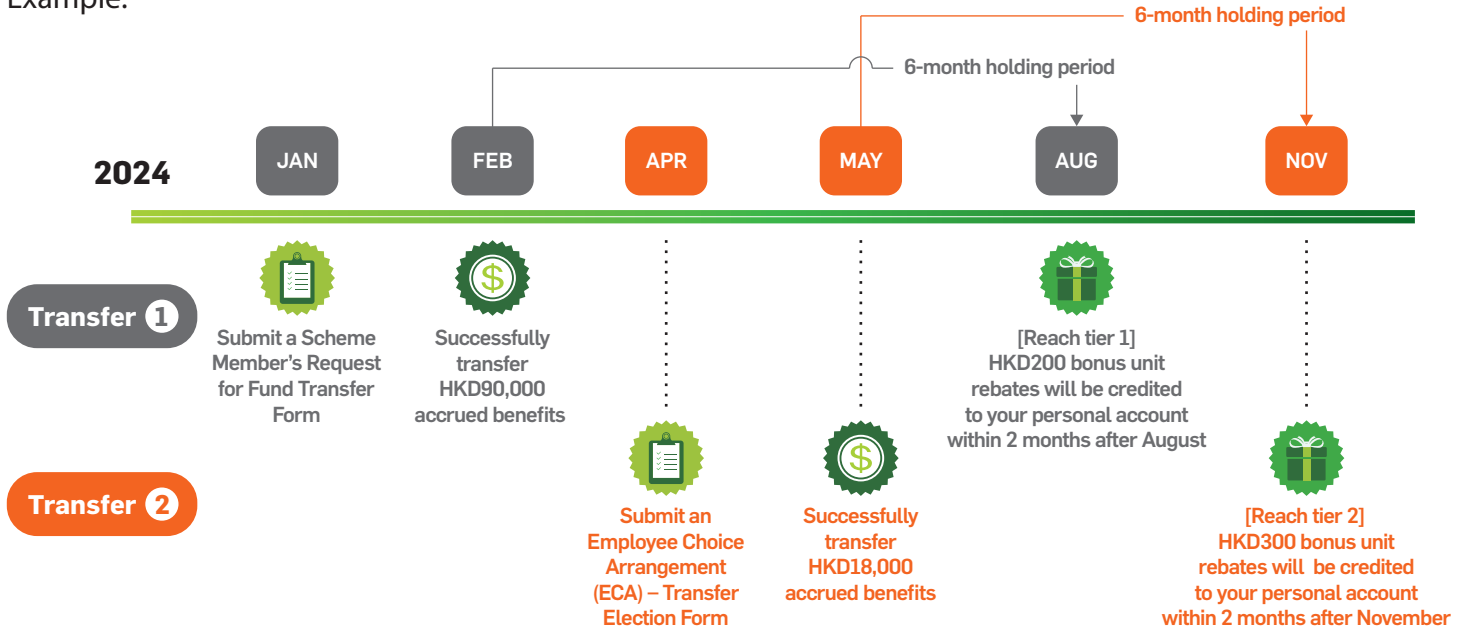 Example:
6-month holding period
6-month holding period
2024
JAN
FEB
APR
MAY
AUG
NOV
Transfer 1
Submit a Scheme
Member's Request
for Fund Transfer
Form
$
Successfully
transfer
HKD90,000
accrued benefits
[Reach tier 1]
HKD200 bonus unit
rebates will be credited
to your personal account
within 2 months after August
Transfer 2
Submit an
Employee Choice
Arrangement
(ECA) – Transfer
Election Form
$
Successfully
transfer
HKD18,000
accrued benefits
[Reach tier 2]
HKD300 bonus unit
rebates will be credited
to your personal account
within 2 months after November